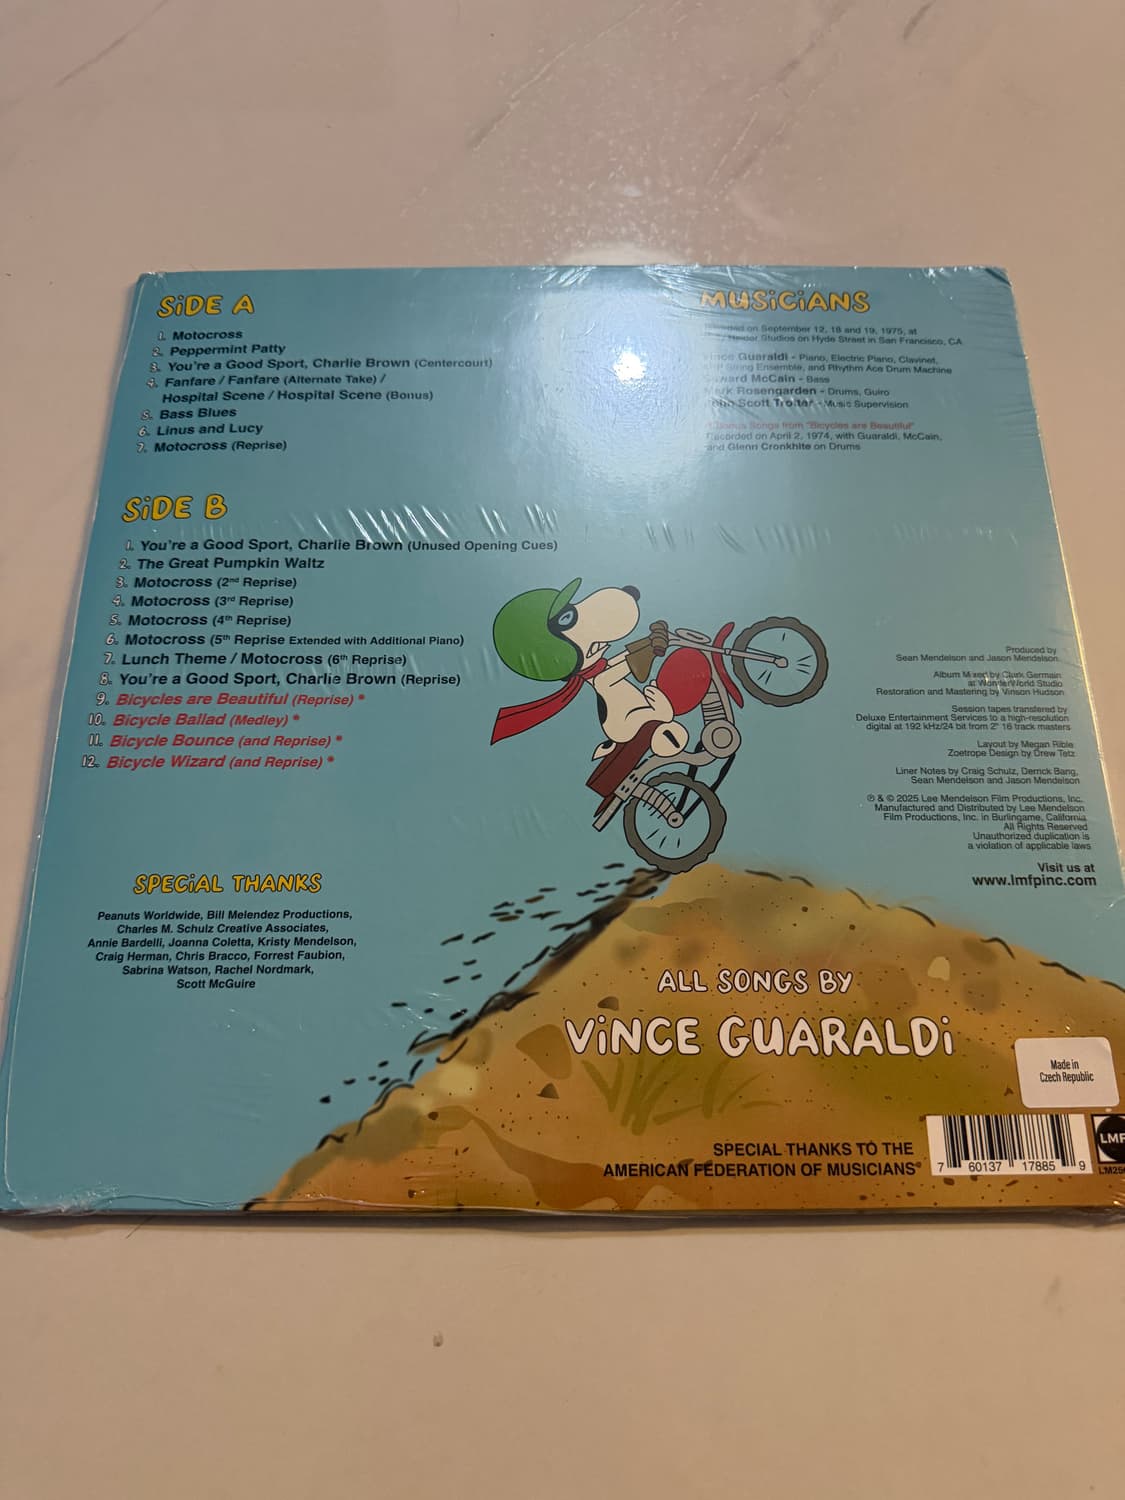 SiDE A
1. Motocross
2. Peppermint Patty
3. You're a Good Sport, Charlie Brown (Centercourt)
4. Fanfare / Fanfare (Alternate Take) /
Hospital Scene / Hospital Scene (Bonus)
5. Bass Blues
6. Linus and Lucy
7. Motocross (Reprise)
SiDE B
1. You're a Good Sport, Charlie Brown (Unused Opening Cues)
2. The Great Pumpkin Waltz
3. Motocross (2nd Reprise)
4. Motocross (3rd Reprise)
5. Motocross (4th Reprise)
6. Motocross (5th Reprise Extended with Additional Piano)
7. Lunch Theme / Motocross (6th Reprise)
8. You're a Good Sport, Charlie Brown (Reprise)
9. Bicycles are Beautiful (Reprise) *
10. Bicycle Ballad (Medley) *
11. Bicycle Bounce (and Reprise) *
12. Bicycle Wizard (and Reprise) *
SPECiAL THANKS
Peanuts Worldwide, Bill Melendez Productions,
Charles M. Schulz Creative Associates,
Annie Bardelli, Joanna Coletta, Kristy Mendelson,
Craig Herman, Chris Bracco, Forrest Faubion,
Sabrina Watson, Rachel Nordmark,
Scott McGuire
MUSiCiANS
on September 12, 18 and 19, 1975, at
Heider Studios on Hyde Street in San Francisco, CA
Vince Guaraldi - Piano, Electric Piano, Clavinet,
String Ensemble, and Rhythm Ace Drum Machine
McCain - Bass
Mark Rosengarden - Drums, Guiro
John Scott Trotter - Music Supervision
Bonus Songs from "Bicycles are Beautiful"
Recorded on April 2, 1974, with Guaraldi, McCain,
and Glenn Cronkhite on Drums
Produced by
Sean Mendelson and Jason Mendelson
Album Mixed by Clark Germain
at WonderWorld Studio
Restoration and Mastering by Vinson Hudson
Session tapes transfered by
Deluxe Entertainment Services to a high-resolution
digital at 192 kHz/24 bit from 2" 16 track masters
Layout by Megan Rible
Zoetrope Design by Drew Tetz
Liner Notes by Craig Schulz, Derrick Bang,
Sean Mendelson and Jason Mendelson
℗ & © 2025 Lee Mendelson Film Productions, Inc.
Manufactured and Distributed by Lee Mendelson
Film Productions, Inc. in Burlingame, California
All Rights Reserved
Unauthorized duplication is
a violation of applicable laws
Visit us at
www.lmfpinc.com
ALL SONGS BY
ViNCE GUARALDi
Made in
Czech Republic
SPECIAL THANKS TO THE
AMERICAN FEDERATION OF MUSICIANS
7 60137 17885 9
LMF